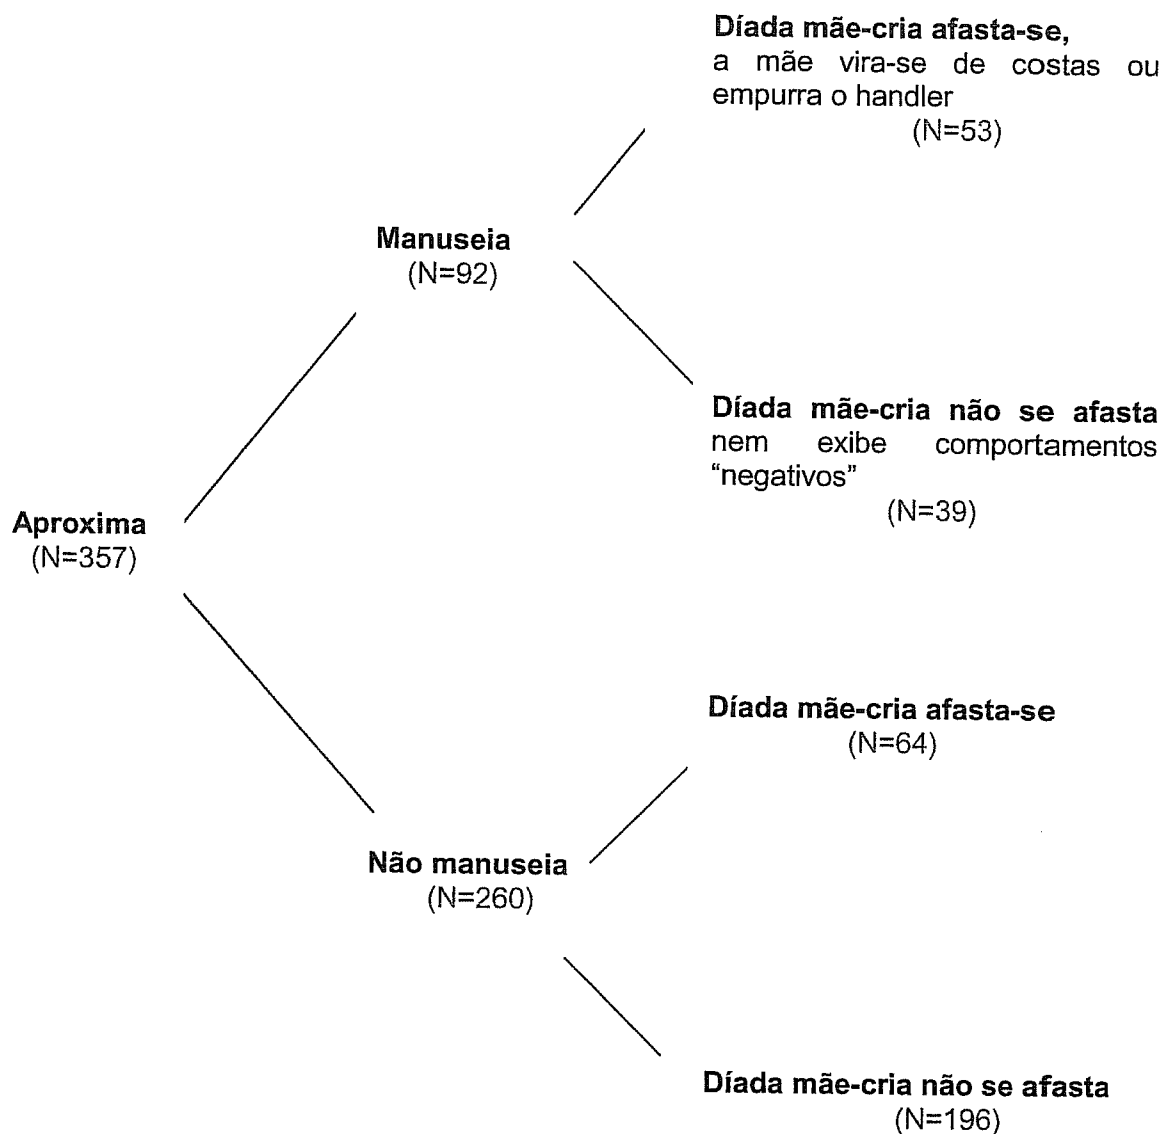 Díada mãe-cria afasta-se,
a mãe vira-se de costas ou
empurra o handler
(N=53)
Manuseia
(N=92)
Díada mãe-cria não se afasta
nem exibe comportamentos
“negativos”
(N=39)
Aproxima
(N=357)
Díada mãe-cria afasta-se
(N=64)
Não manuseia
(N=260)
Díada mãe-cria não se afasta
(N=196)